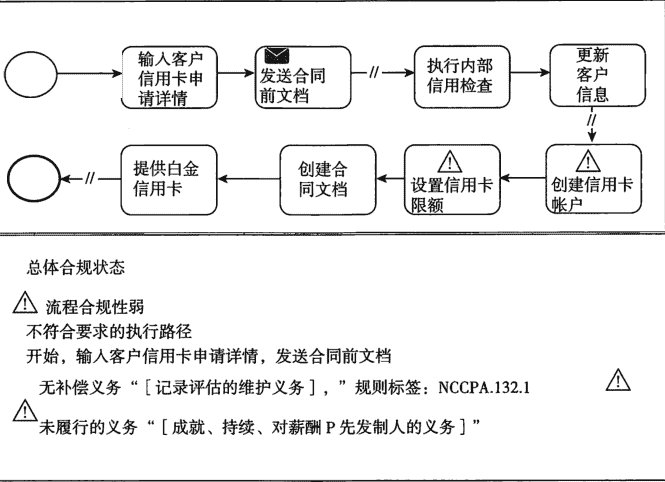 输入客户
信用卡申
请详情
发送合同
前文档
//
执行内部
信用检查
更新
客户
信息
//
//
提供白金
信用卡
创建合
同文档
设置信用卡
限额
创建信用卡
帐户
总体合规状态
流程合规性弱
不符合要求的执行路径
开始，输入客户信用卡申请详情，发送合同前文档
无补偿义务“[记录评估的维护义务]，”规则标签：NCCPA.132.1
未履行的义务“[成就、持续、对薪酬 P 先发制人的义务]”